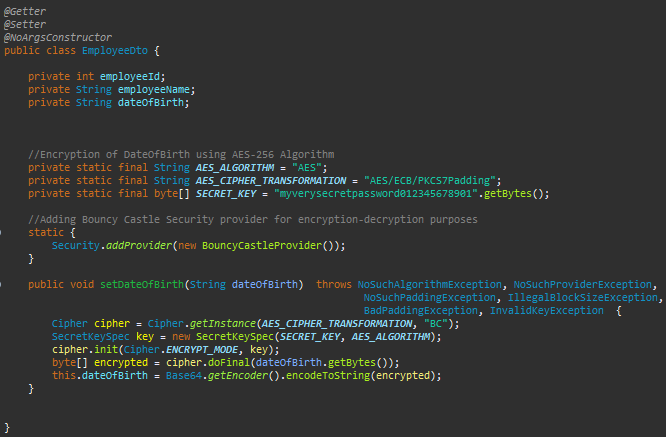 @Getter
@Setter
@NoArgsConstructor
public class EmployeeDto {
private int employeeId;
private String employeeName;
private String dateOfBirth;
//Encryption of DateOfBirth using AES-256 Algorithm
private static final String AES_ALGORITHM = "AES";
private static final String AES_CIPHER_TRANSFORMATION = "AES/ECB/PKCS7Padding";
private static final byte[] SECRET_KEY = "myverysecretpassword012345678901".getBytes();
//Adding Bouncy Castle Security provider for encryption-decryption purposes
static {
Security.addProvider(new BouncyCastleProvider());
}
public void setDateOfBirth(String dateOfBirth)  throws NoSuchAlgorithmException, NoSuchProviderException,
NoSuchPaddingException, IllegalBlockSizeException,
BadPaddingException, InvalidKeyException  {
Cipher cipher = Cipher.getInstance(AES_CIPHER_TRANSFORMATION, "BC");
SecretKeySpec key = new SecretKeySpec(SECRET_KEY, AES_ALGORITHM);
cipher.init(Cipher.ENCRYPT_MODE, key);
byte[] encrypted = cipher.doFinal(dateOfBirth.getBytes());
this.dateOfBirth = Base64.getEncoder().encodeToString(encrypted);
}
}